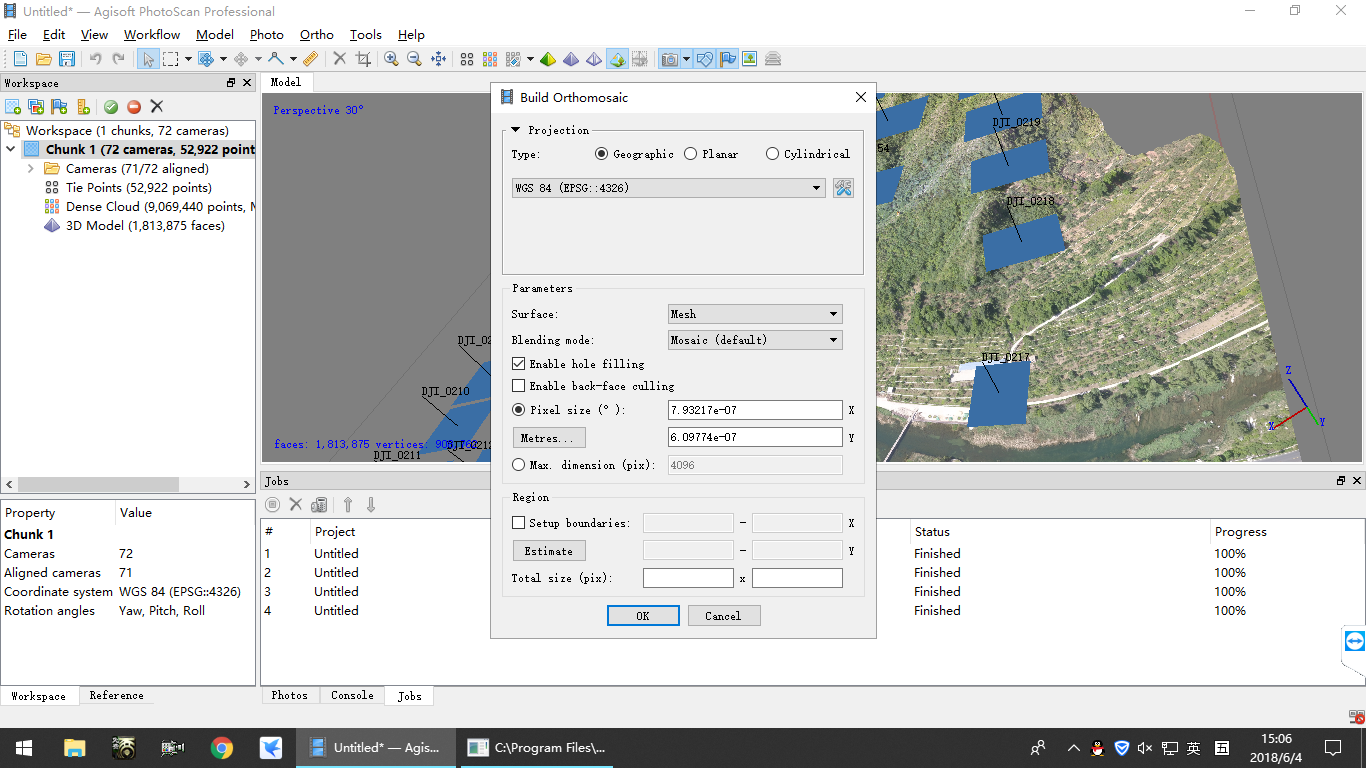 Untitled* — Agisoft PhotoScan Professional
File Edit View Workflow Model Photo Ortho Tools Help
Workspace
Workspace (1 chunks, 72 cameras)
Chunk 1 (72 cameras, 52,922 point
Cameras (71/72 aligned)
Tie Points (52,922 points)
Dense Cloud (9,069,440 points, M
3D Model (1,813,875 faces)
Property Value
Chunk 1
Cameras 72
Aligned cameras 71
Coordinate system WGS 84 (EPSG::4326)
Rotation angles Yaw, Pitch, Roll
Workspace Reference
Model
Perspective 30°
DJI_0210
DJI_0211
DJI_0212
faces: 1,813,875 vertices:
DJI_0219
54
DJI_0218
DJI_0217
Z
X
Y
Build Orthomosaic
Projection
Type: Geographic Planar Cylindrical
WGS 84 (EPSG::4326)
Parameters
Surface: Mesh
Blending mode: Mosaic (default)
Enable hole filling
Enable back-face culling
Pixel size (°): 7.93217e-07 X
Metres... 6.09774e-07 Y
Max. dimension (pix): 4096
Region
Setup boundaries: - X
Estimate - Y
Total size (pix): x
OK Cancel
Jobs
# Project Status Progress
1 Untitled Finished 100%
2 Untitled Finished 100%
3 Untitled Finished 100%
4 Untitled Finished 100%
Photos Console Jobs
Untitled* — Agis...
C:\Program Files\...
英
五
15:06
2018/6/4